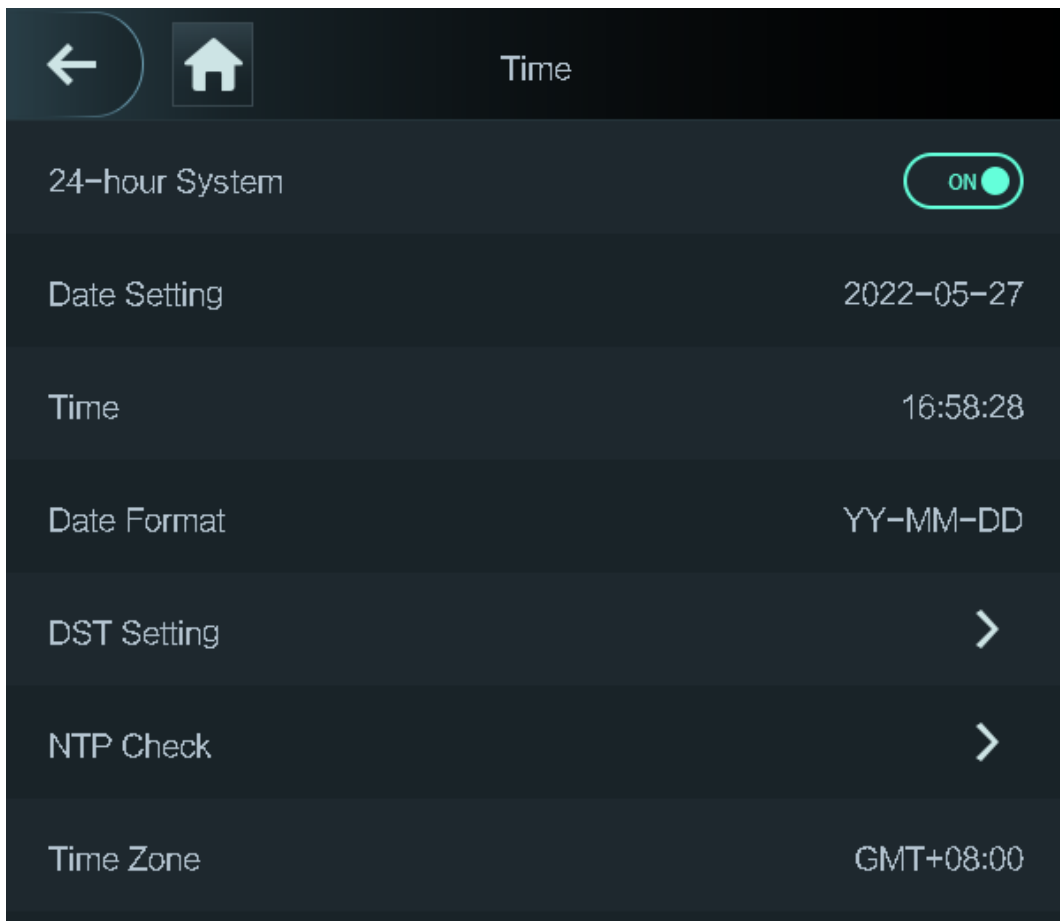 Time
24-hour System ON
Date Setting 2022-05-27
Time 16:58:28
Date Format YY-MM-DD
DST Setting
NTP Check
Time Zone GMT+08:00